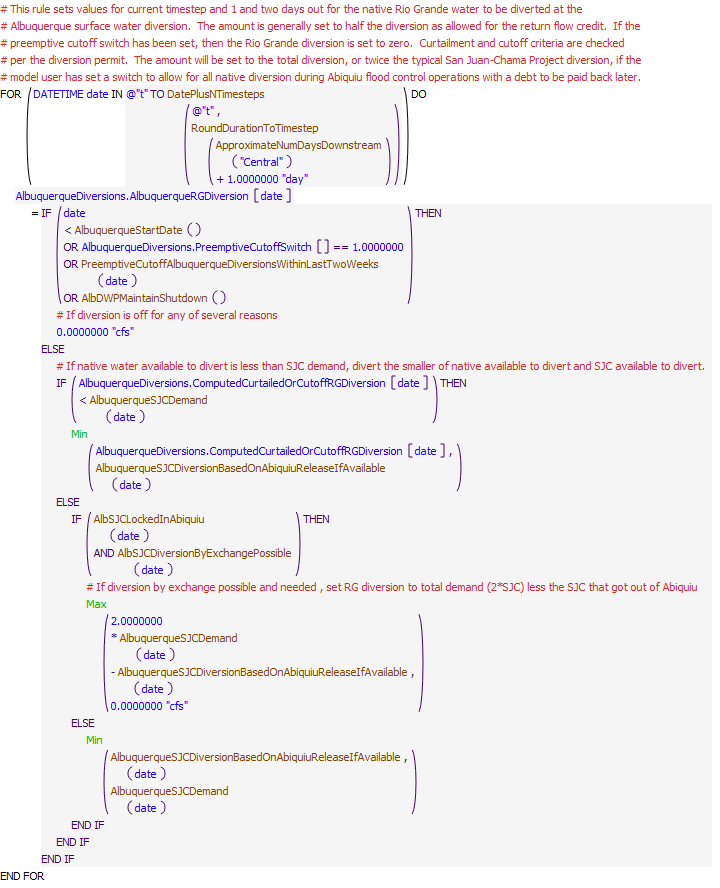 # This rule sets values for current timestep and 1 and two days out for the native Rio Grande water to be diverted at the
# Albuquerque surface water diversion.  The amount is generally set to half the diversion as allowed for the return flow credit.  If the
# preemptive cutoff switch has been set, then the Rio Grande diversion is set to zero.  Curtailment and cutoff criteria are checked
# per the diversion permit.  The amount will be set to the total diversion, or twice the typical San Juan-Chama Project diversion, if the
# model user has set a switch to allow for all native diversion during Abiquiu flood control operations with a debt to be paid back later.
FOR ( DATETIME date IN @"t" TO DatePlusNTimesteps ) DO
( @"t" ,
RoundDurationToTimestep
( ApproximateNumDaysDownstream
( "Central" )
+ 1.0000000 "day" ) )
AlbuquerqueDiversions.AlbuquerqueRGDiversion [ date ]
= IF ( date ) THEN
< AlbuquerqueStartDate ( )
OR AlbuquerqueDiversions.PreemptiveCutoffSwitch [ ] == 1.0000000
OR PreemptiveCutoffAlbuquerqueDiversionsWithinLastTwoWeeks
( date )
OR AlbDWPMaintainShutdown ( )
# If diversion is off for any of several reasons
0.0000000 "cfs"
ELSE
# If native water available to divert is less than SJC demand, divert the smaller of native available to divert and SJC available to divert.
IF ( AlbuquerqueDiversions.ComputedCurtailedOrCutoffRGDiversion [ date ] ) THEN
< AlbuquerqueSJCDemand
( date )
Min
( AlbuquerqueDiversions.ComputedCurtailedOrCutoffRGDiversion [ date ] ,
AlbuquerqueSJCDiversionBasedOnAbiquiuReleaseIfAvailable
( date ) )
ELSE
IF ( AlbSJCLockedInAbiquiu ) THEN
( date )
AND AlbSJCDiversionByExchangePossible
( date )
# If diversion by exchange possible and needed , set RG diversion to total demand (2*SJC) less the SJC that got out of Abiquiu
Max
( 2.0000000
* AlbuquerqueSJCDemand
( date )
- AlbuquerqueSJCDiversionBasedOnAbiquiuReleaseIfAvailable ,
( date )
0.0000000 "cfs" )
ELSE
Min
( AlbuquerqueSJCDiversionBasedOnAbiquiuReleaseIfAvailable ,
( date )
AlbuquerqueSJCDemand
( date ) )
END IF
END IF
END IF
END FOR